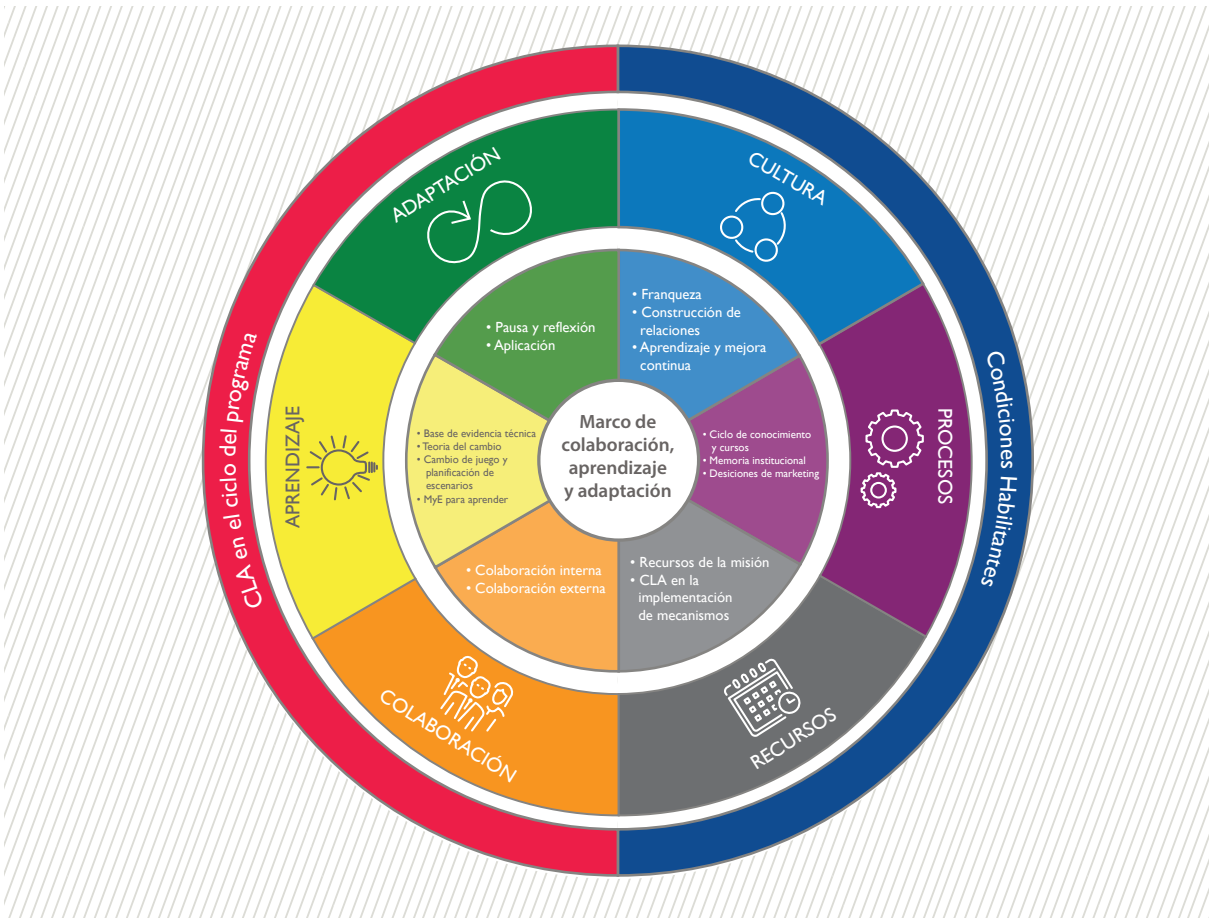 CLA en el ciclo del programa
Condiciones Habilitantes
ADAPTACIÓN
CULTURA
APRENDIZAJE
PROCESOS
COLABORACIÓN
RECURSOS
• Pausa y reflexión
• Aplicación
• Franqueza
• Construcción de
relaciones
• Aprendizaje y mejora
continua
• Base de evidencia técnica
• Teoría del cambio
• Cambio de juego y
planificación de
escenarios
• MyE para aprender
Marco de
colaboración,
aprendizaje
y adaptación
• Ciclo de conocimiento
y cursos
• Memoria institucional
• Desiciones de marketing
• Colaboración interna
• Colaboración externa
• Recursos de la misión
• CLA en la
implementación
de mecanismos